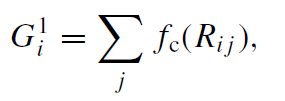 G_i^1 = \sum_j f_c(R_{ij}),